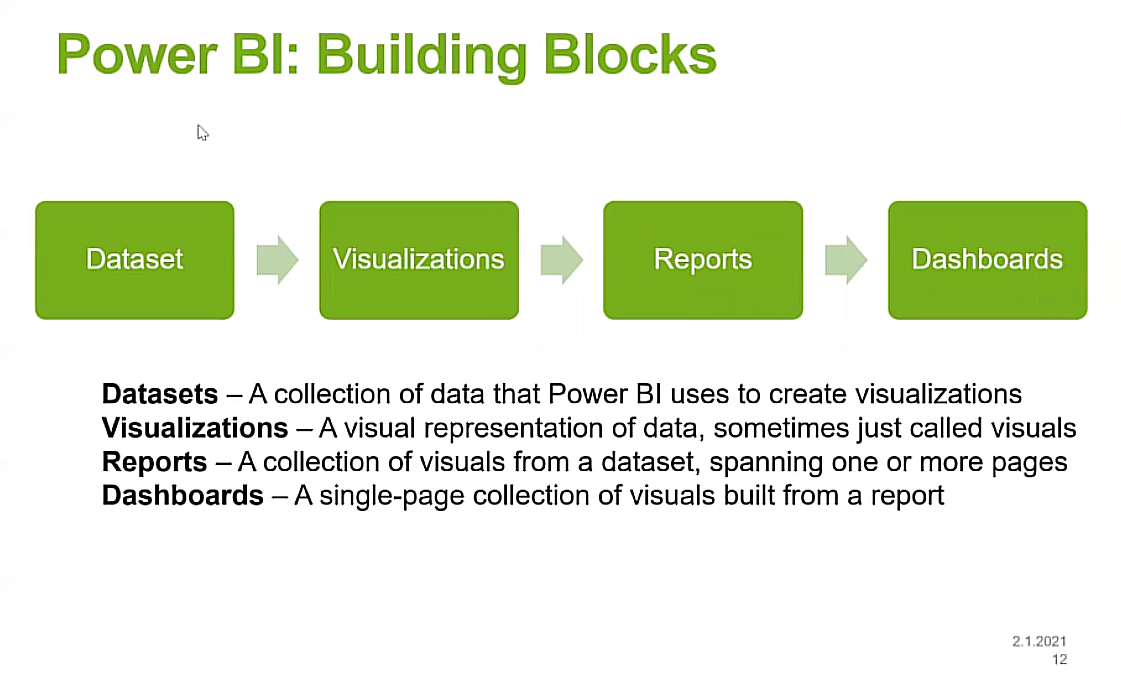 Power BI: Building Blocks
Dataset
Visualizations
Reports
Dashboards
Datasets – A collection of data that Power BI uses to create visualizations
Visualizations – A visual representation of data, sometimes just called visuals
Reports – A collection of visuals from a dataset, spanning one or more pages
Dashboards – A single-page collection of visuals built from a report
2.1.2021
12